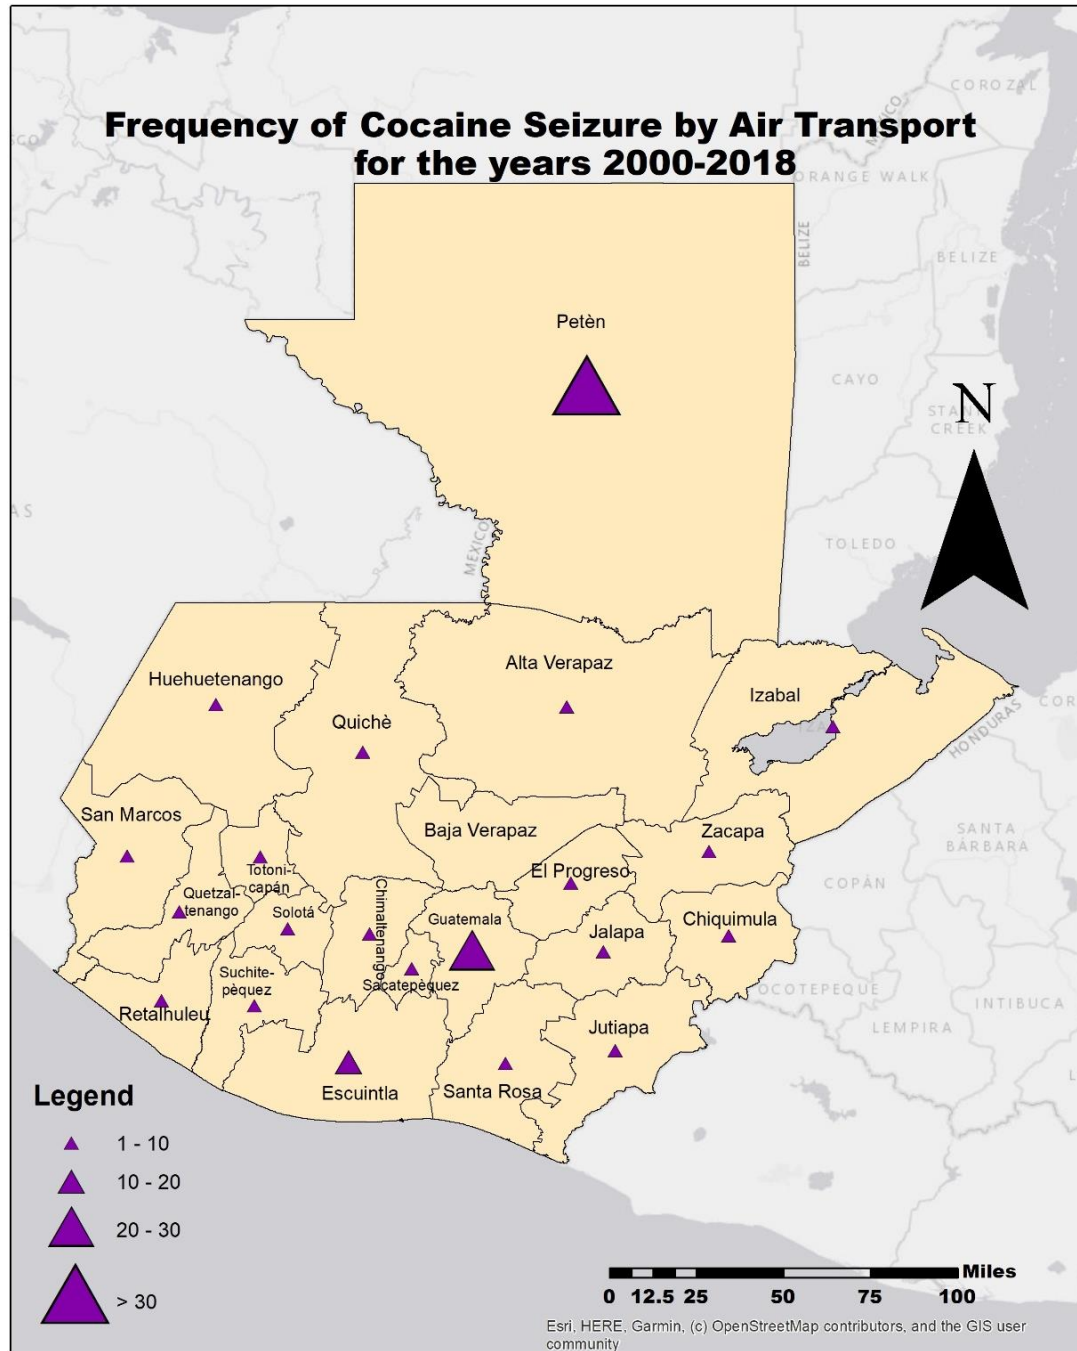 Frequency of Cocaine Seizure by Air Transport
for the years 2000-2018
COROZAL
MEXICO
ORANGE WALK
BELIZE
BELIZE
Petèn
CAYO
N
STANN
CREEK
TOLEDO
MEXICO
Alta Verapaz
Huehuetenango
Izabal
Quichè
HONDURAS
San Marcos
Baja Verapaz
Zacapa
SANTA
BÁRBARA
Totoni-
capán
El Progreso
COPÁN
Quetzal-
tenango
Chimaltenango
Solotá
Guatemala
Chiquimula
Jalapa
Suchite-
pèquez
Sacatepèquez
OCOTEPEQUE
INTIBUCA
Retalhuleu
Jutiapa
LEMPIRA
Escuintla
Santa Rosa
Legend
1 - 10
10 - 20
20 - 30
> 30
Miles
0 12.5 25 50 75 100
Esri, HERE, Garmin, (c) OpenStreetMap contributors, and the GIS user
community